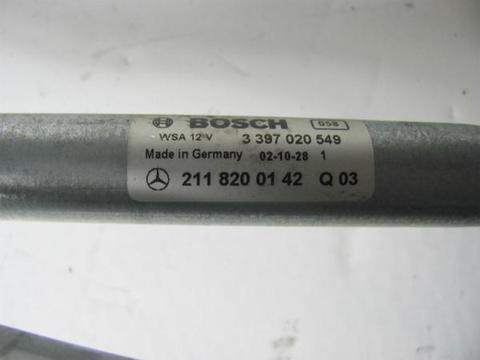 BOSCH 058
WSA 12 V 3 397 020 549
Made in Germany 02-10-28 1
211 820 01 42 Q 03